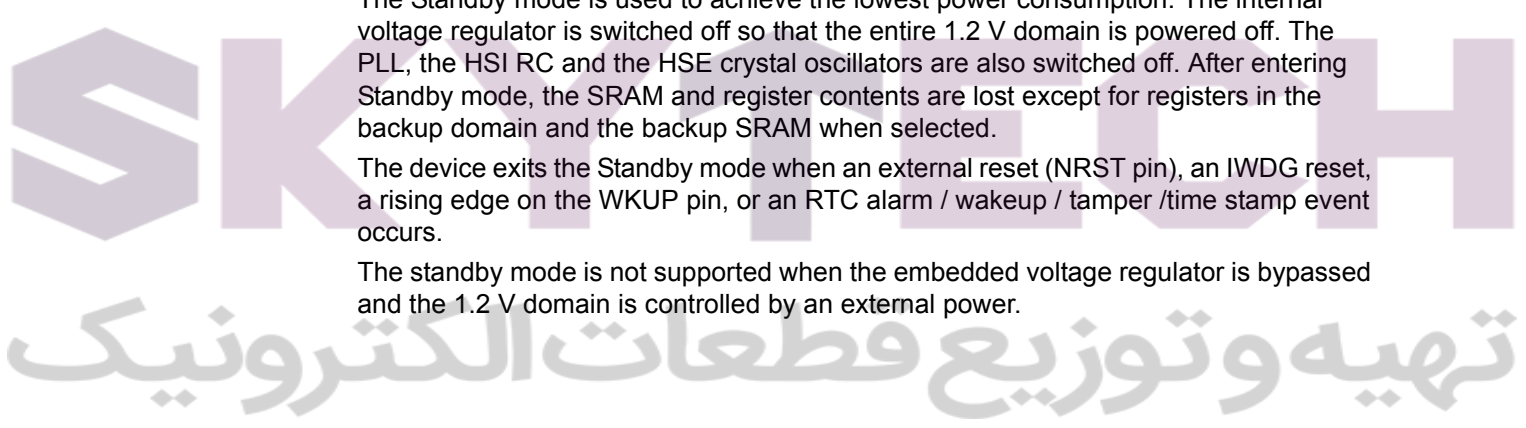 The Standby mode is used to achieve the lowest power consumption. The internal
voltage regulator is switched off so that the entire 1.2 V domain is powered off. The
PLL, the HSI RC and the HSE crystal oscillators are also switched off. After entering
Standby mode, the SRAM and register contents are lost except for registers in the
backup domain and the backup SRAM when selected.
The device exits the Standby mode when an external reset (NRST pin), an IWDG reset,
a rising edge on the WKUP pin, or an RTC alarm / wakeup / tamper /time stamp event
occurs.
The standby mode is not supported when the embedded voltage regulator is bypassed
and the 1.2 V domain is controlled by an external power.
SKYTECH
تهیه و توزیع قطعات الکترونیک